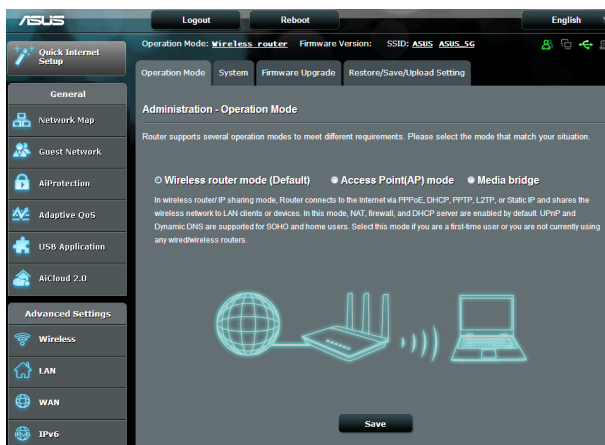 ASUS
Logout
Reboot
English
Quick Internet
Setup
Operation Mode: Wireless router Firmware Version: SSID: ASUS ASUS_5G
Operation Mode
System
Firmware Upgrade
Restore/Save/Upload Setting
General
Network Map
Guest Network
AiProtection
Adaptive QoS
USB Application
AiCloud 2.0
Advanced Settings
Wireless
LAN
WAN
IPv6
Administration - Operation Mode
Router supports several operation modes to meet different requirements. Please select the mode that match your situation.
Wireless router mode (Default)
Access Point(AP) mode
Media bridge
In wireless router/ IP sharing mode, Router connects to the Internet via PPPoE, DHCP, PPTP, L2TP, or Static IP and shares the
wireless network to LAN clients or devices. In this mode, NAT, firewall, and DHCP server are enabled by default. UPnP and
Dynamic DNS are supported for SOHO and home users. Select this mode if you are a first-time user or you are not currently using
any wired/wireless routers.
Save